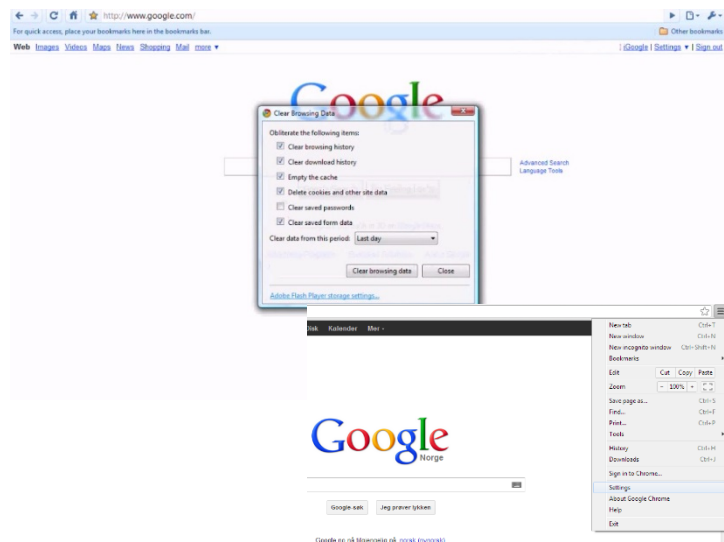 http://www.google.com/
For quick access, place your bookmarks here in the bookmarks bar.
Other bookmarks
Web Images Videos Maps News Shopping Mail more ▼
iGoogle | Settings ▼ | Sign out
Google
Clear Browsing Data
Obliterate the following items:
Clear browsing history
Clear download history
Empty the cache
Delete cookies and other site data
Clear saved passwords
Clear saved form data
Clear data from this period: Last day
Clear browsing data Close
Adobe Flash Player storage settings...
Advanced Search
Language Tools
Disk Kalender Mer
Google
Norge
Google-søk Jeg prøver lykken
New tab Ctrl+T
New window Ctrl+N
New incognito window Ctrl+Shift+N
Bookmarks
Edit Cut Copy Paste
Zoom - 100% +
Save page as... Ctrl+S
Find... Ctrl+F
Print... Ctrl+P
Tools
History Ctrl+H
Downloads Ctrl+J
Sign in to Chrome...
Settings
About Google Chrome
Help
Exit